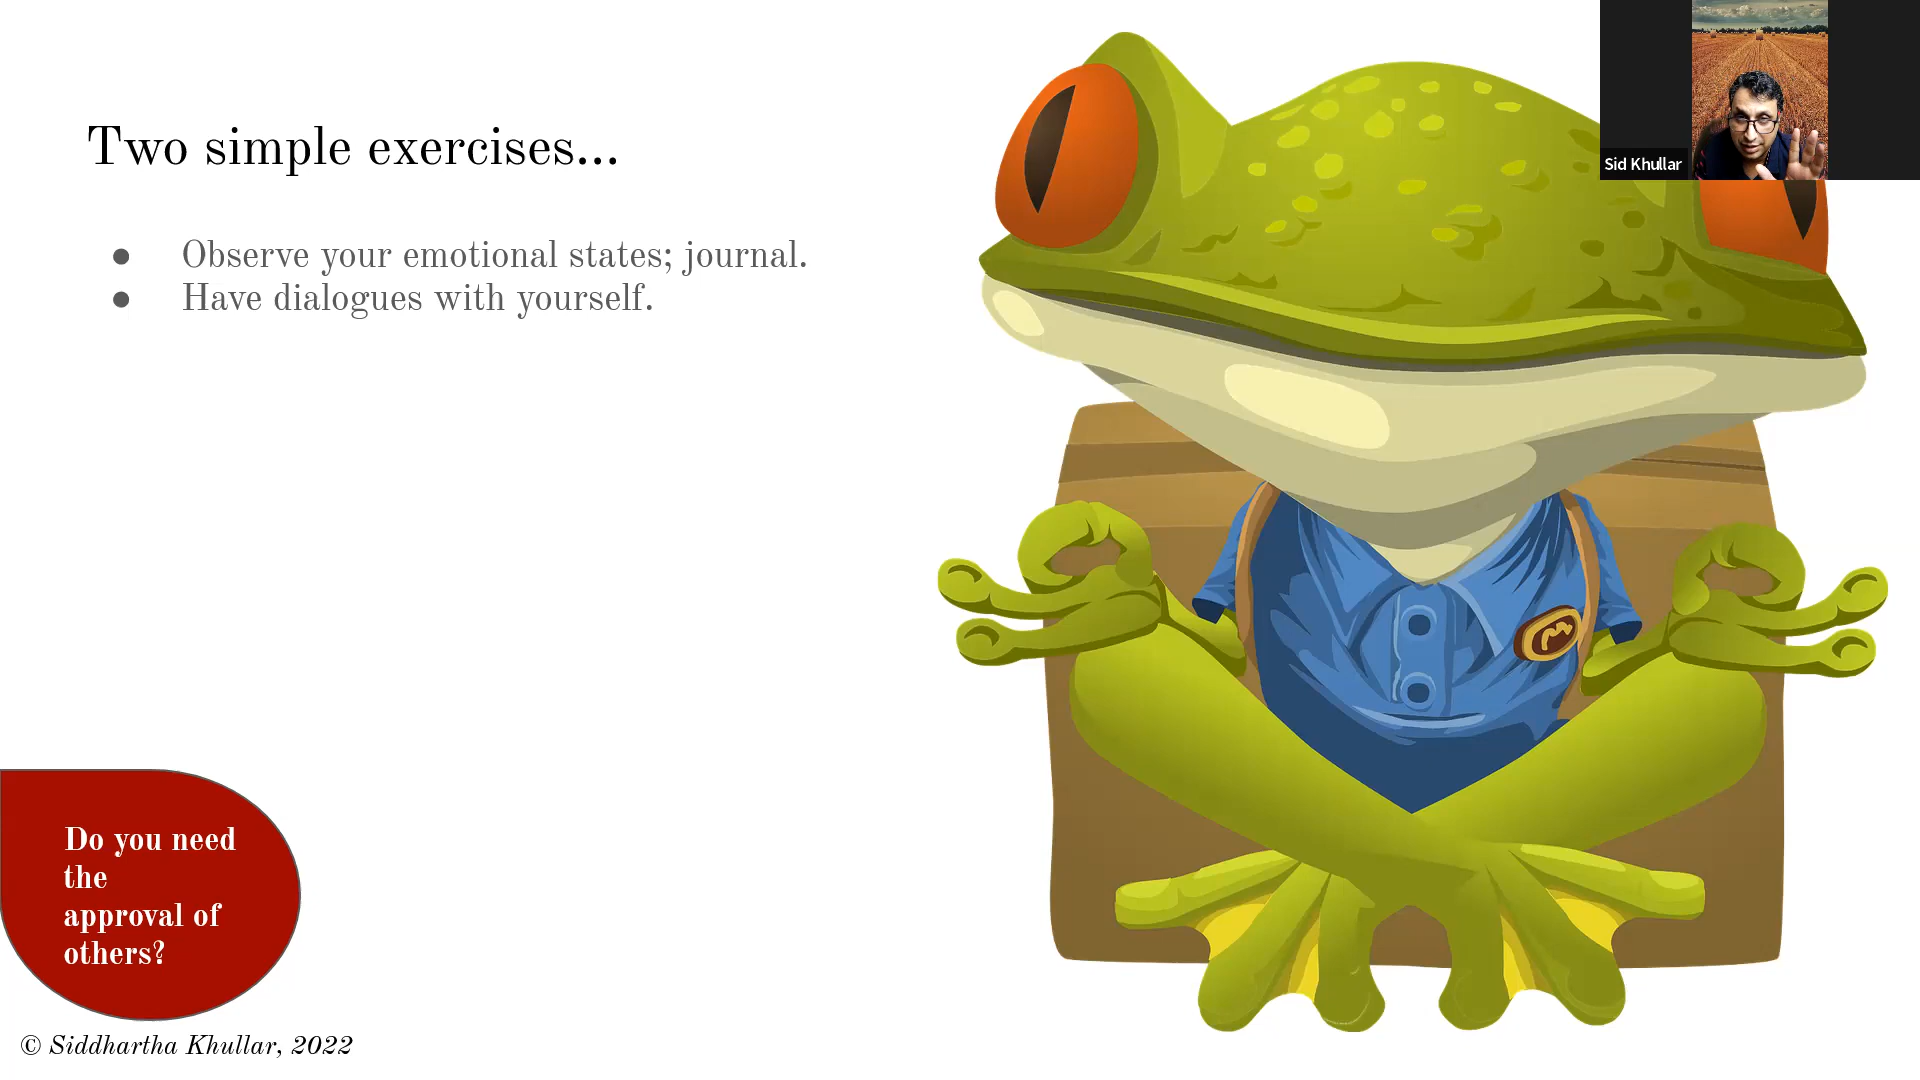 Two simple exercises...
● Observe your emotional states; journal.
● Have dialogues with yourself.
Sid Khullar
Do you need
the
approval of
others?
© Siddhartha Khullar, 2022